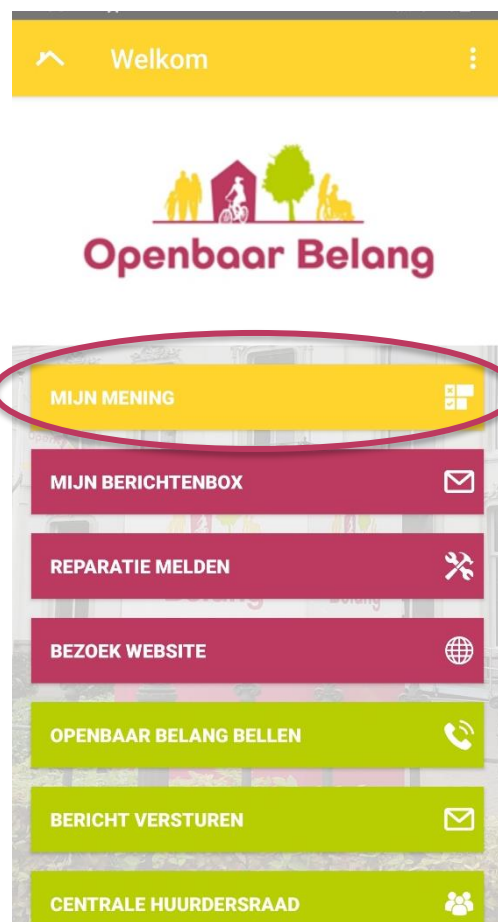 Welkom
Openbaar Belang
MIJN MENING
MIJN BERICHTENBOX
REPARATIE MELDEN
BEZOEK WEBSITE
OPENBAAR BELANG BELLEN
BERICHT VERSTUREN
CENTRALE HUURDERSRAAD